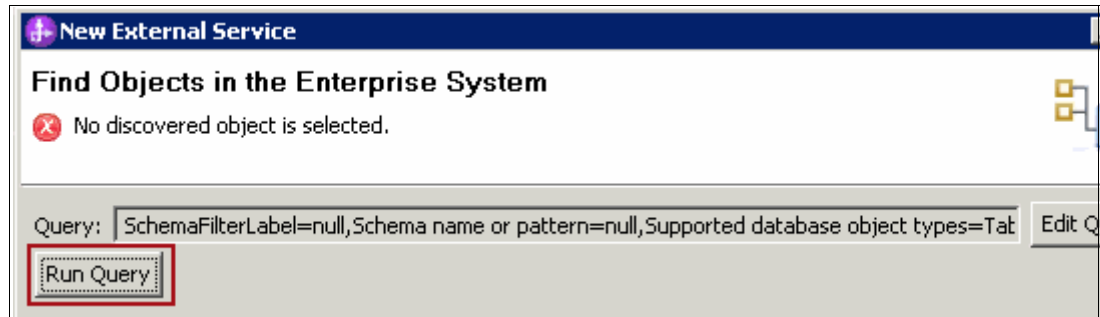 New External Service
Find Objects in the Enterprise System
No discovered object is selected.
Query: SchemaFilterLabel=null,Schema name or pattern=null,Supported database object types=Tab Edit Q
Run Query